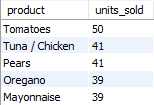 product units_sold
Tomatoes 50
Tuna / Chicken 41
Pears 41
Oregano 39
Mayonnaise 39